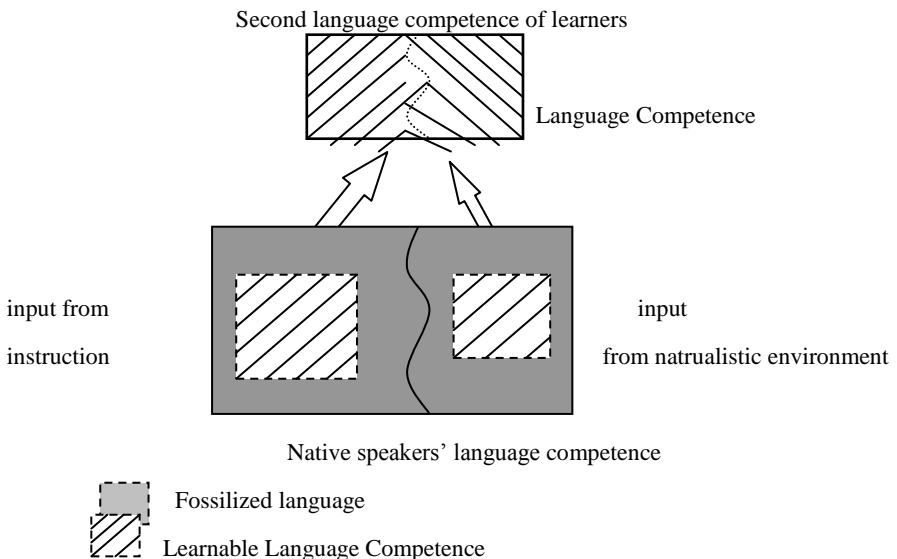 Second language competence of learners
Language Competence
input from
instruction
input
from natrualistic environment
Native speakers’ language competence
Fossilized language
Learnable Language Competence